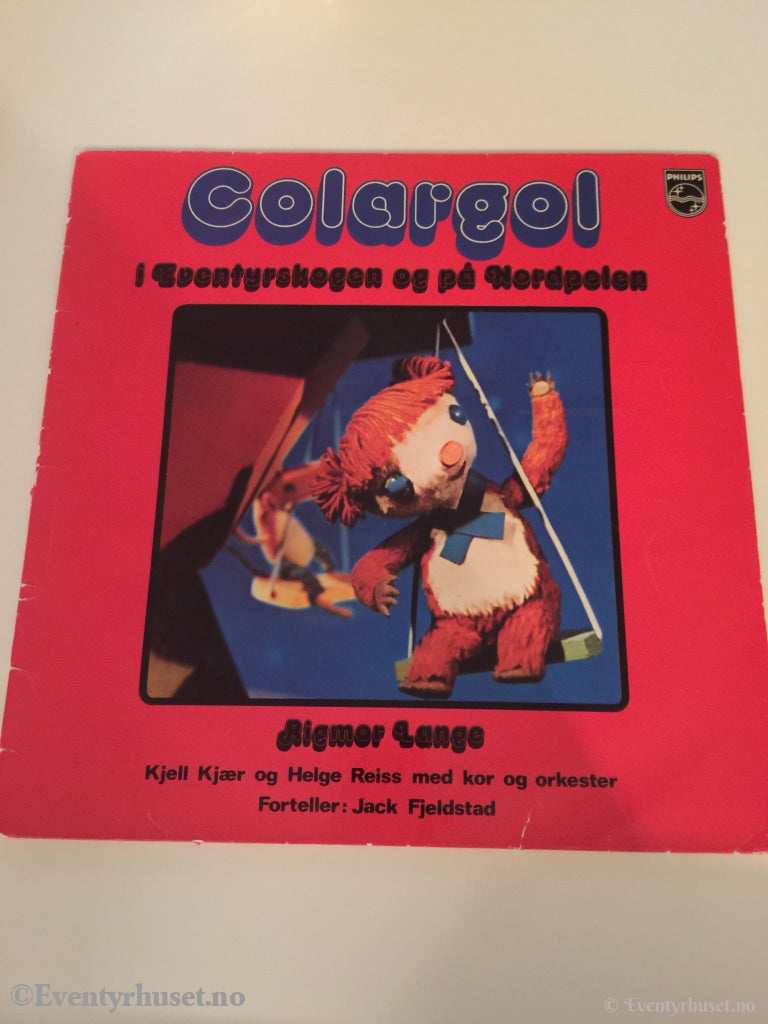 Colargol
PHILIPS
i Eventyrskogen og på Nordpolen
Rigmor Lange
Kjell Kjær og Helge Reiss med kor og orkester
Forteller: Jack Fjeldstad
©Eventyrhuset.no
© Eventyrhuset.no